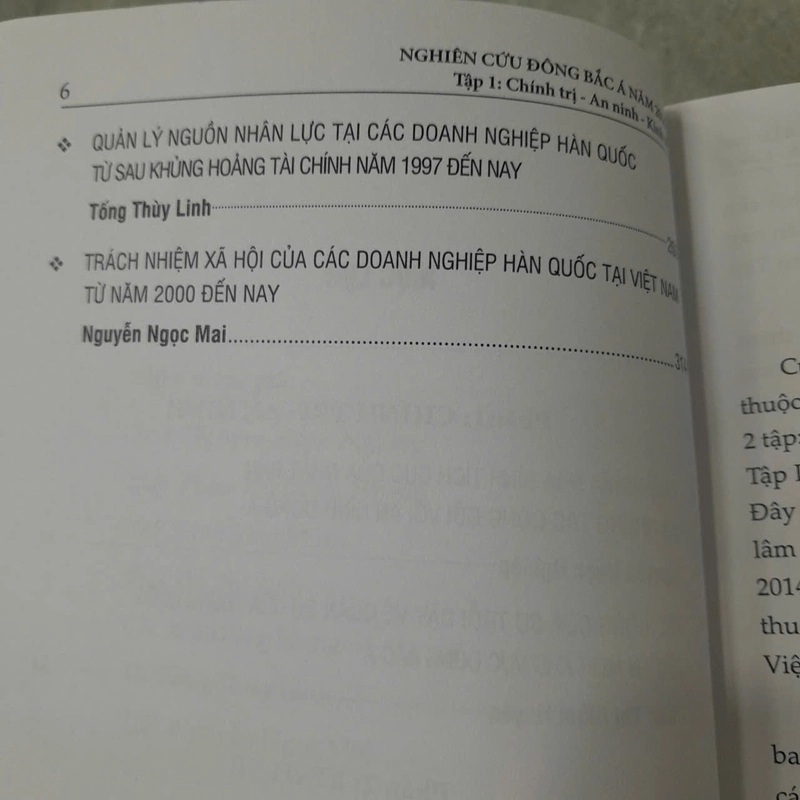 6
NGHIÊN CỨU ĐÔNG BẮC Á NĂM
Tập 1: Chính trị - An ninh -
❖ QUẢN LÝ NGUỒN NHÂN LỰC TẠI CÁC DOANH NGHIỆP HÀN QUỐC
TỪ SAU KHỦNG HOẢNG TÀI CHÍNH NĂM 1997 ĐẾN NAY
Tống Thùy Linh
❖ TRÁCH NHIỆM XÃ HỘI CỦA CÁC DOANH NGHIỆP HÀN QUỐC TẠI VIỆT NAM
TỪ NĂM 2000 ĐẾN NAY
Nguyễn Ngọc Mai
thuộc
2 tập:
Tập
Đây
lâm
2014
Việ
ba